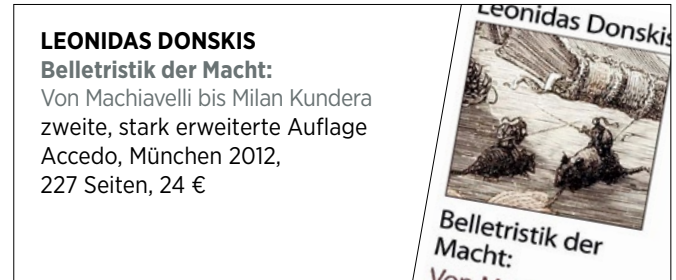 LEONIDAS DONSKIS
Belletristik der Macht:
Von Machiavelli bis Milan Kundera
zweite, stark erweiterte Auflage
Accedo, München 2012,
227 Seiten, 24 €
Leonidas Donskis
Belletristik der
Macht:
Von